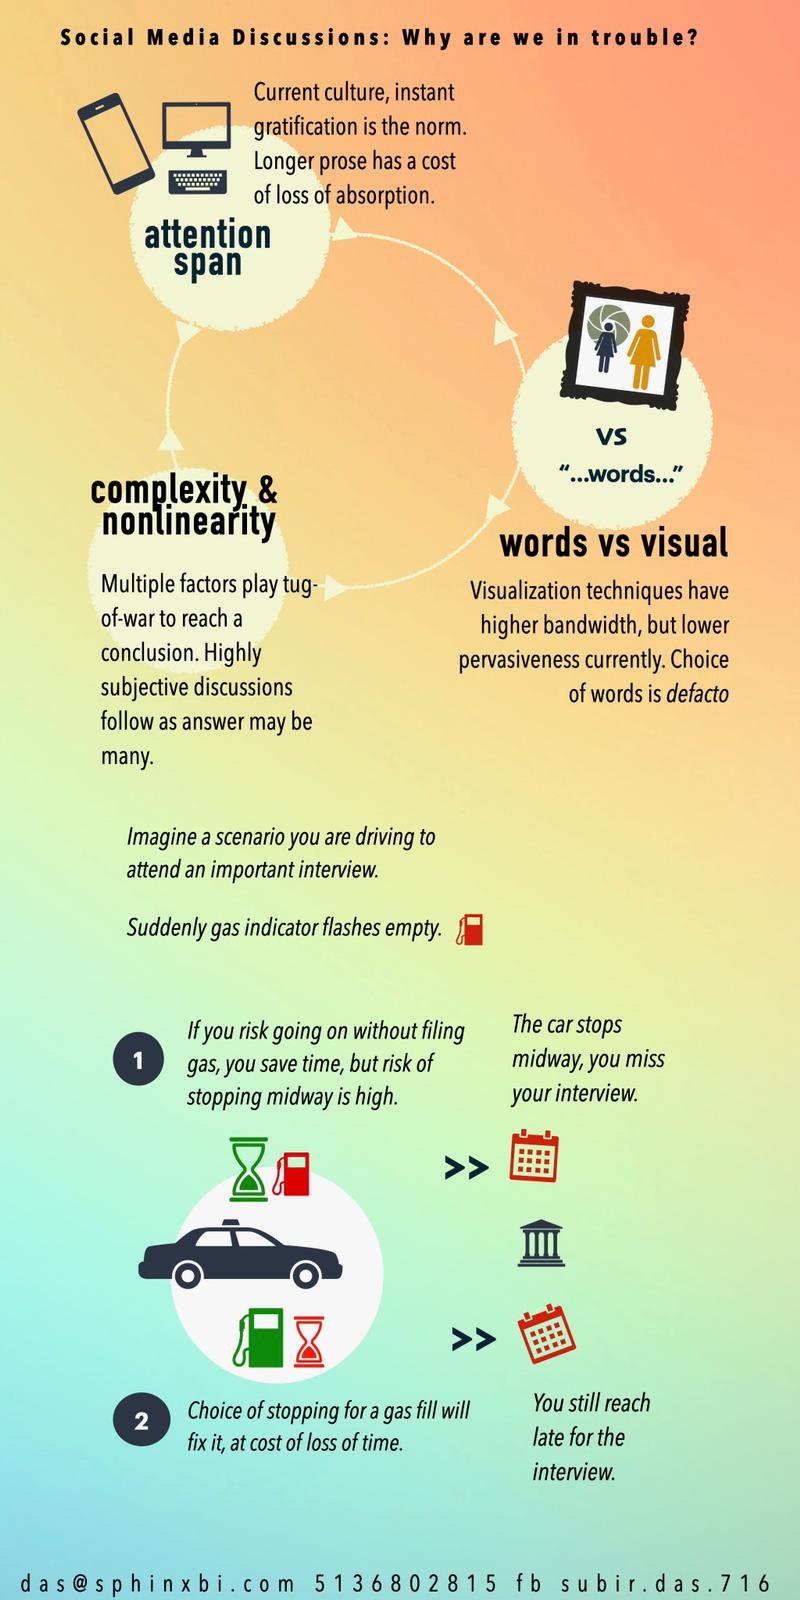 Social Media Discussions: Why are we in trouble?
Current culture, instant
gratification is the norm.
Longer prose has a cost
of loss of absorption.
attention
span
vs
“...words...”
words vs visual
Visualization techniques have
higher bandwidth, but lower
pervasiveness currently. Choice
of words is defacto
complexity &
nonlinearity
Multiple factors play tug-
of-war to reach a
conclusion. Highly
subjective discussions
follow as answer may be
many.
Imagine a scenario you are driving to
attend an important interview.
Suddenly gas indicator flashes empty.
1
If you risk going on without filing
gas, you save time, but risk of
stopping midway is high.
The car stops
midway, you miss
your interview.
>>
>>
2
Choice of stopping for a gas fill will
fix it, at cost of loss of time.
You still reach
late for the
interview.
das@sphinxbi.com 5136802815 fb subir.das.716